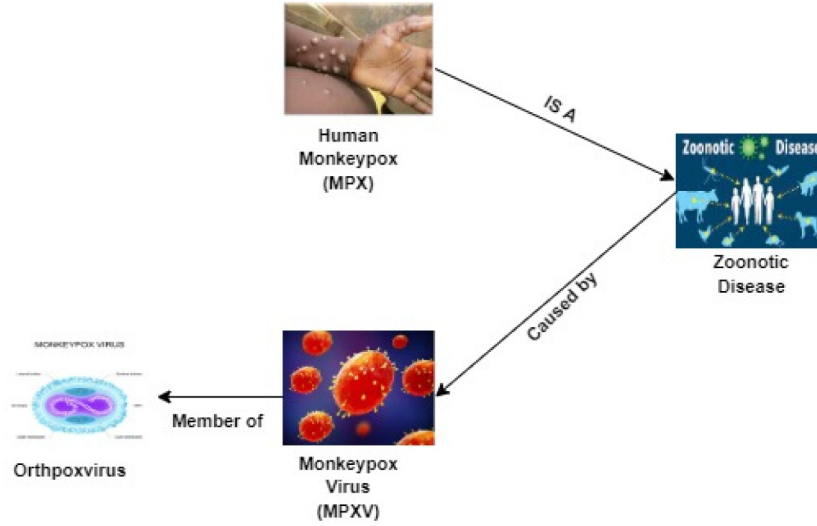 Human
Monkeypox
(MPX)
IS A
Zoonotic Disease
Zoonotic
Disease
Caused by
MONKEYPOX VIRUS
Member of
Orthpoxvirus
Monkeypox
Virus
(MPXV)